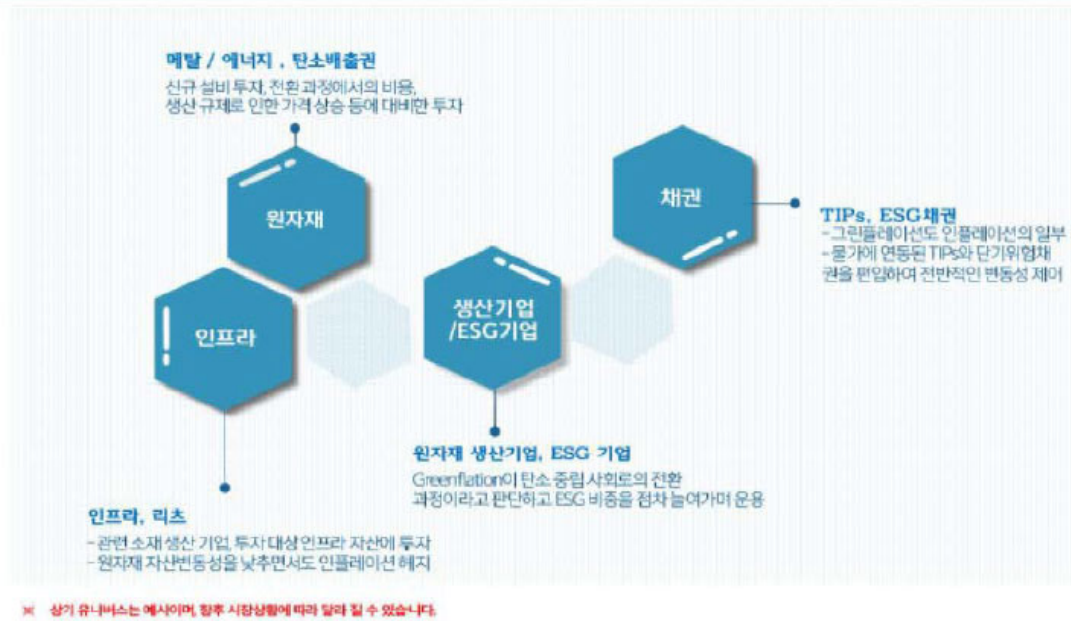 메탈 / 에너지 , 탄소배출권
신규 설비 투자, 전환 과정에서의 비용,
생산 규제로 인한 가격 상승 등에 대비한 투자
원자재
채권
TIPs, ESG채권
-그린플레이션도 인플레이션의 일부
-물가에 연동된 TIPs와 단기위험채
권을 편입하여 전반적인 변동성 제어
인프라
생산기업
/ESG기업
원자재 생산기업, ESG 기업
Greenflation이 탄소 중립 사회로의 전환
과정이라고 판단하고 ESG 비중을 점차 늘여가며 운용
인프라, 리츠
-관련 소재 생산 기업, 투자 대상 인프라 자산에 투자
-원자재 자산변동성을 낮추면서도 인플레이션 헤지
※ 상기 유니버스는 예시이며, 향후 시장상황에 따라 달라 질 수 있습니다.